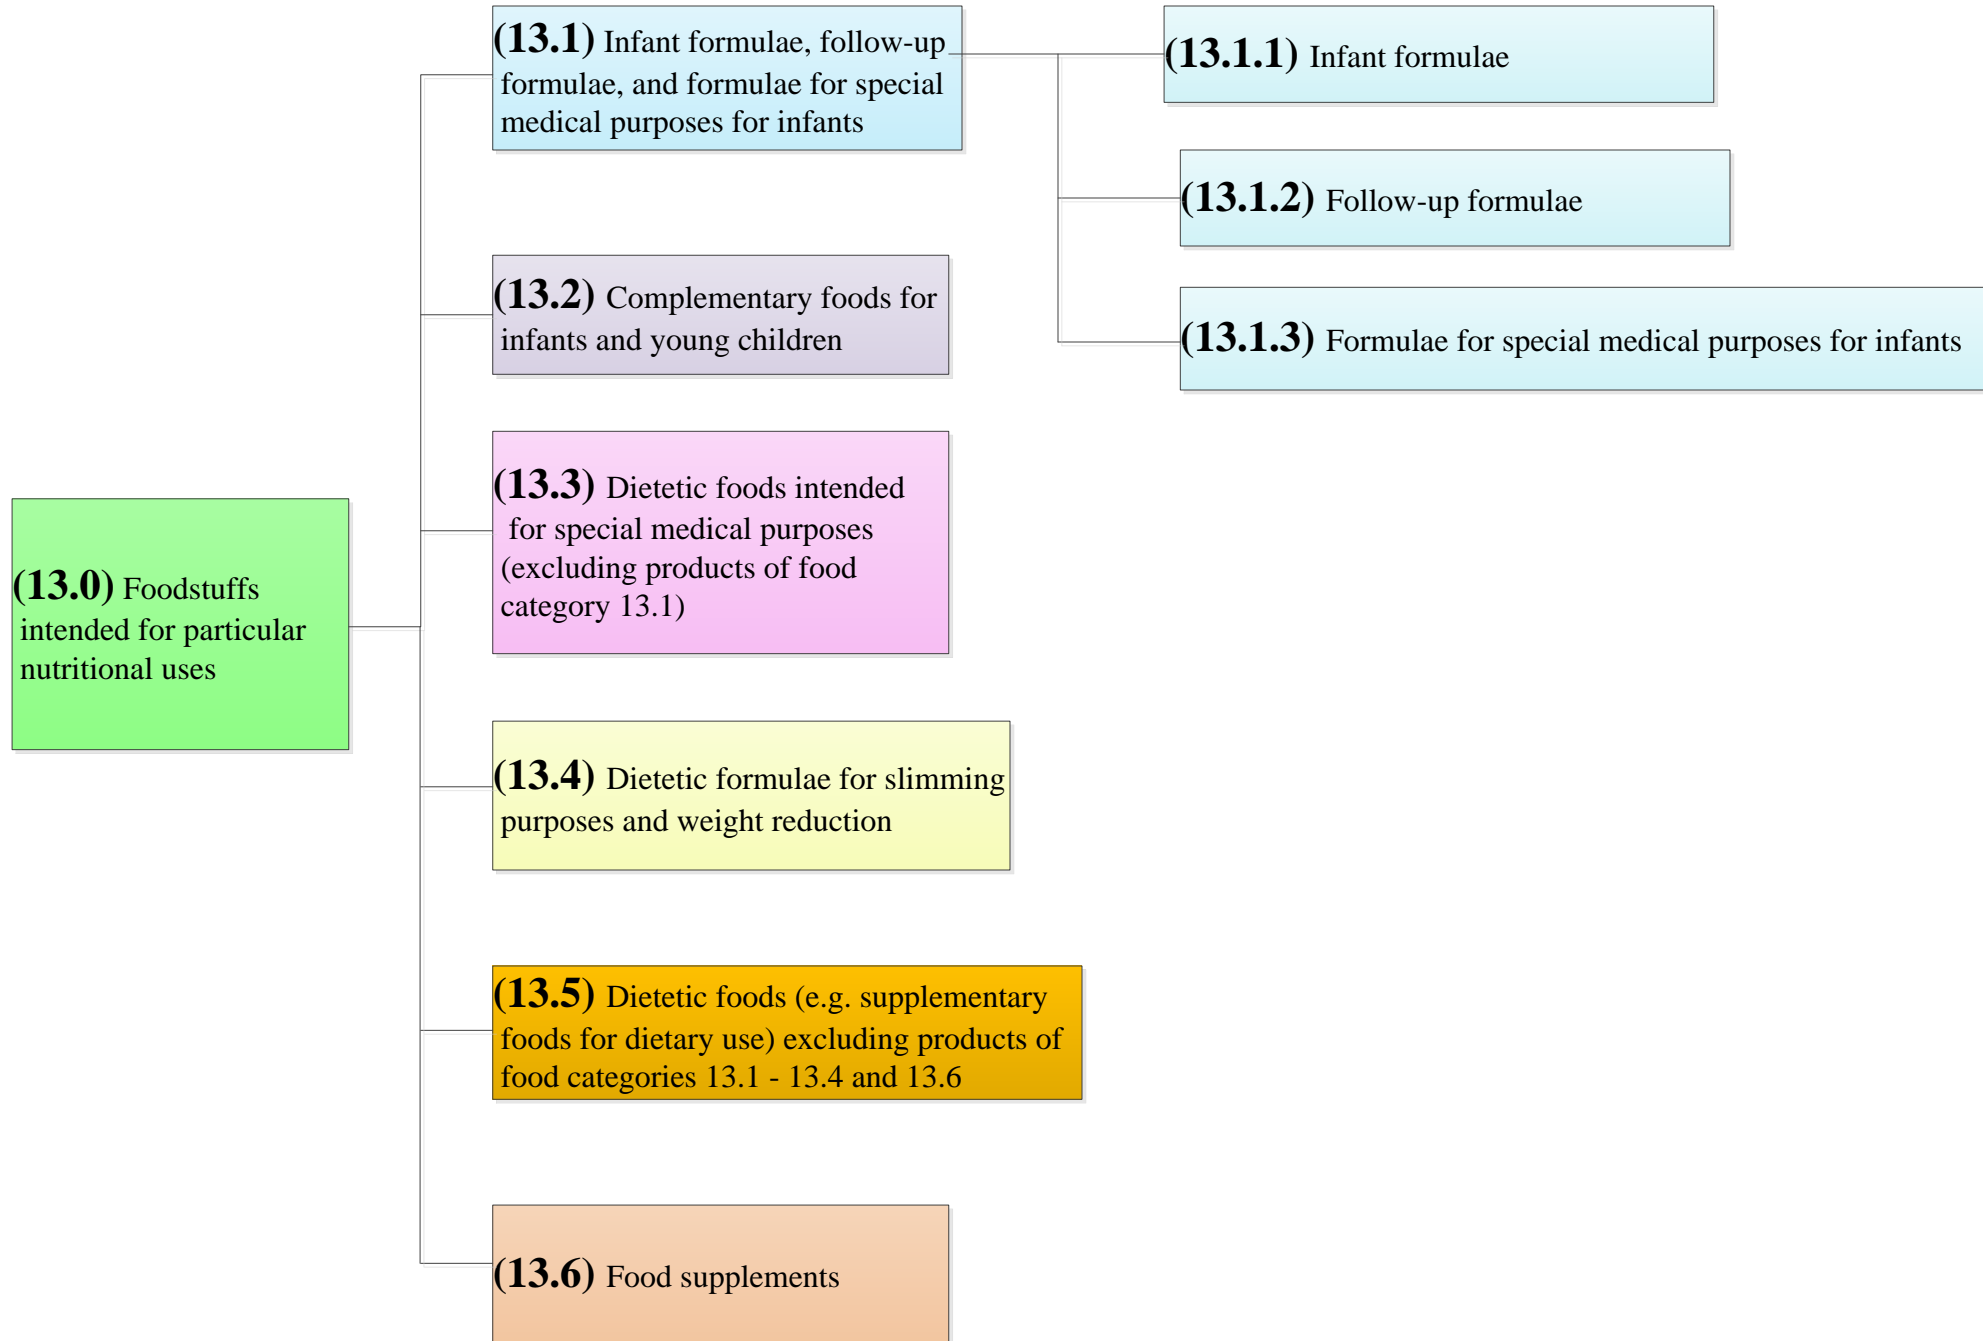 (13.0) Foodstuffs
intended for particular
nutritional uses
(13.1) Infant formulae, follow-up
formulae, and formulae for special
medical purposes for infants
(13.1.1) Infant formulae
(13.1.2) Follow-up formulae
(13.1.3) Formulae for special medical purposes for infants
(13.2) Complementary foods for
infants and young children
(13.3) Dietetic foods intended
for special medical purposes
(excluding products of food
category 13.1)
(13.4) Dietetic formulae for slimming
purposes and weight reduction
(13.5) Dietetic foods (e.g. supplementary
foods for dietary use) excluding products of
food categories 13.1 - 13.4 and 13.6
(13.6) Food supplements